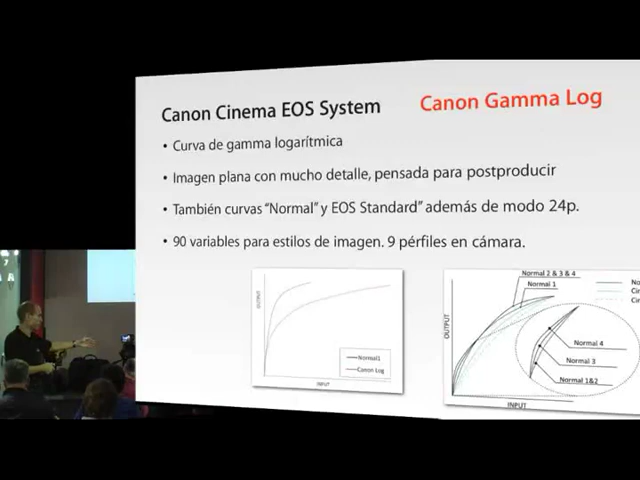 Canon Cinema EOS System
Canon Gamma Log
• Curva de gamma logarítmica
• Imagen plana con mucho detalle, pensada para postproducir
• También curvas “Normal” y EOS Standard” además de modo 24p.
• 90 variables para estilos de imagen. 9 pérfiles en cámara.
OUTPUT
Normal1
Canon Log
INPUT
Normal 2 & 3 & 4
Normal 1
OUTPUT
Normal 4
Normal 3
Normal 1&2
INPUT